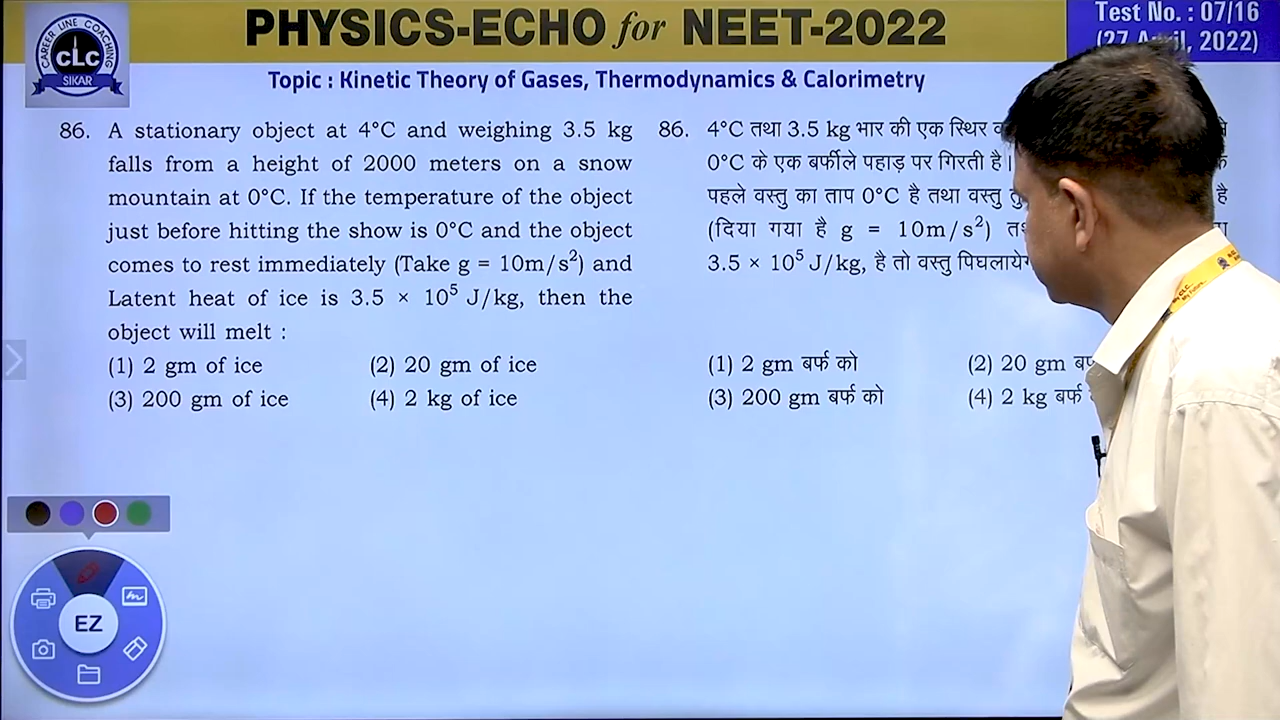 PHYSICS-ECHO for NEET-2022
Test No. : 07/16
(27 April, 2022)
CAREER LINE COACHING
CLC
SIKAR
Topic : Kinetic Theory of Gases, Thermodynamics & Calorimetry
86. A stationary object at 4°C and weighing 3.5 kg
falls from a height of 2000 meters on a snow
mountain at 0°C. If the temperature of the object
just before hitting the show is 0°C and the object
comes to rest immediately (Take g = 10m/s²) and
Latent heat of ice is 3.5 × 10⁵ J/kg, then the
object will melt :
(1) 2 gm of ice (2) 20 gm of ice
(3) 200 gm of ice (4) 2 kg of ice
86. 4°C तथा 3.5 kg भार की एक स्थिर
0°C के एक बर्फीले पहाड़ पर गिरती है।
पहले वस्तु का ताप 0°C है तथा वस्तु है
(दिया गया है g = 10m/s²)
3.5 × 10⁵ J/kg, है तो वस्तु
(1) 2 gm बर्फ को (2) 20 gm
(3) 200 gm बर्फ को (4) 2 kg बर्फ
EZ